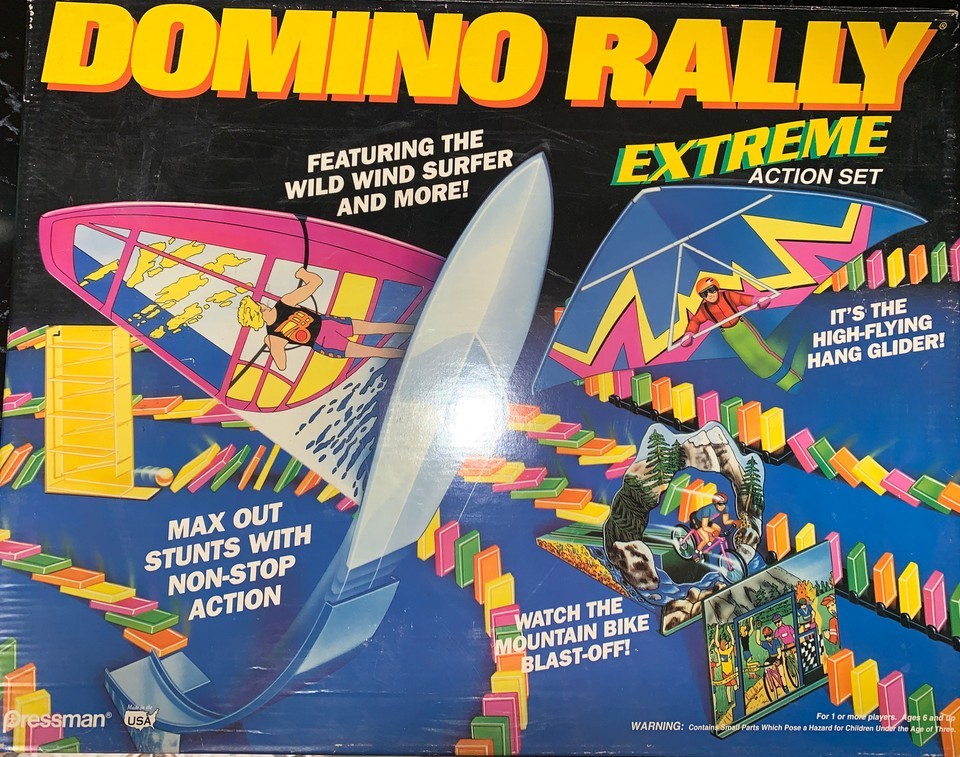 DOMINO RALLY®
EXTREME
ACTION SET
FEATURING THE
WILD WIND SURFER
AND MORE!
IT'S THE
HIGH-FLYING
HANG GLIDER!
MAX OUT
STUNTS WITH
NON-STOP
ACTION
WATCH THE
MOUNTAIN BIKE
BLAST-OFF!
Pressman®
Made in the
USA
For 1 or more players. Ages 6 and up
WARNING: Contains Small Parts Which Pose a Hazard for Children Under the Age of Three.